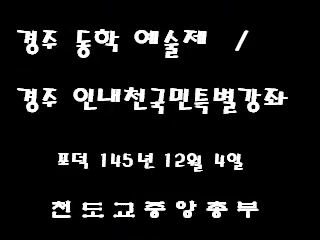 경주 동학 예술제 /
경주 인내천국민특별강좌
포덕 145년 12월 4일
천도교중앙총부